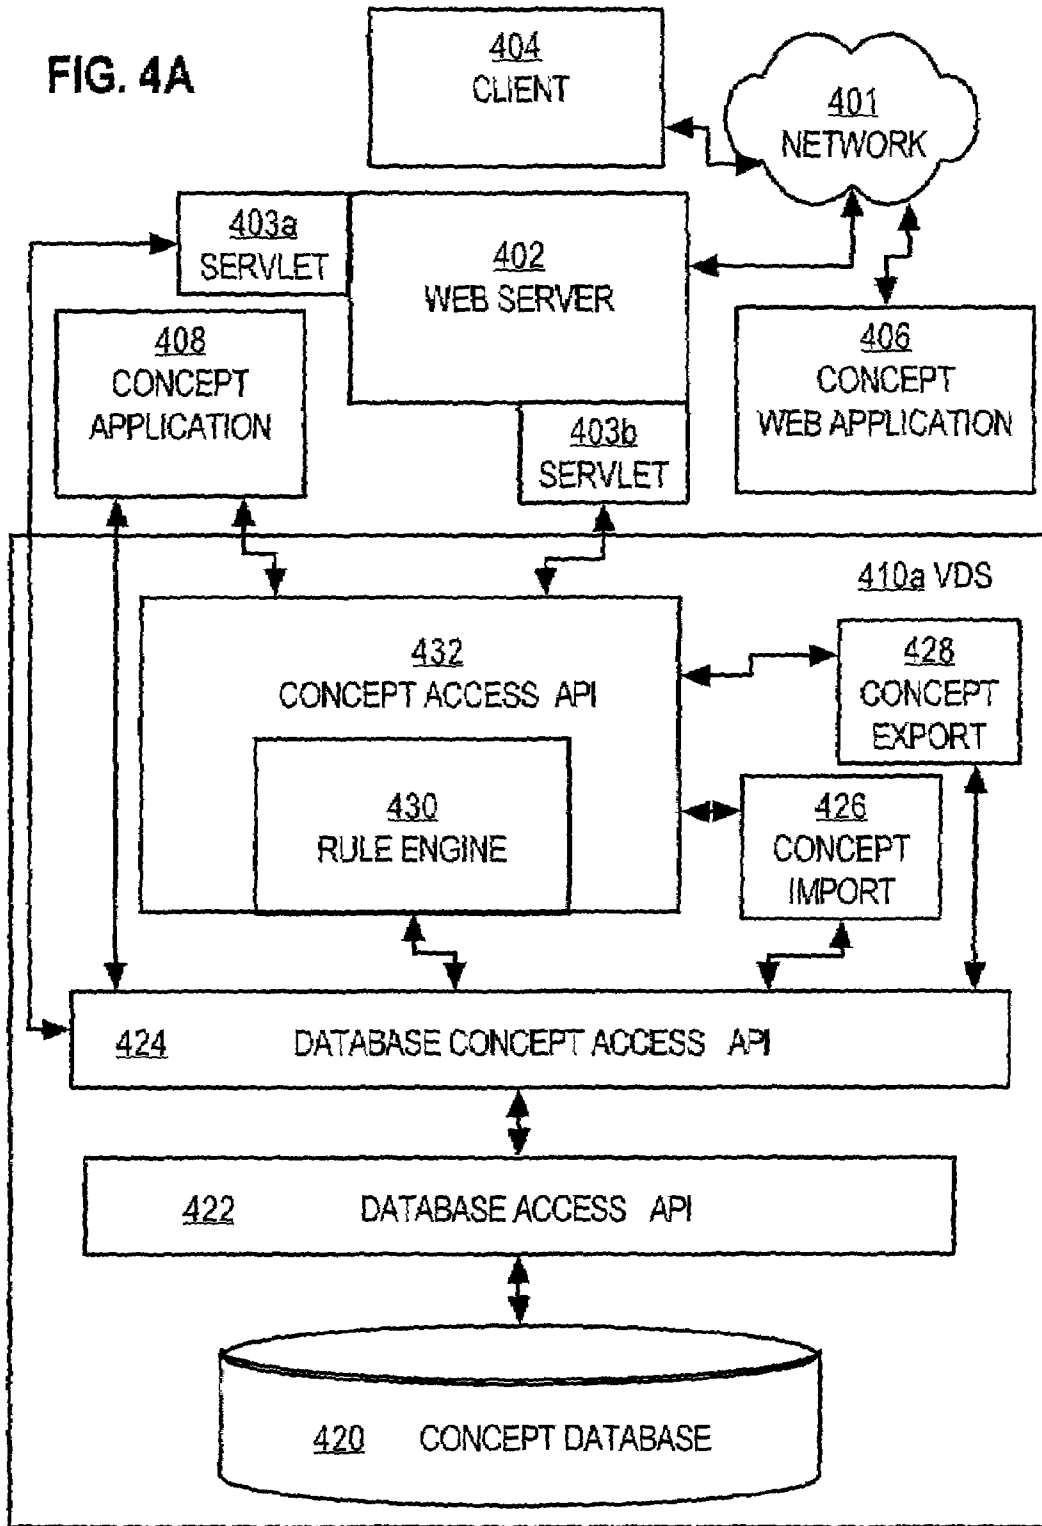 FIG. 4A
404
CLIENT
401
NETWORK
403a
SERVLET
402
WEB SERVER
408
CONCEPT
APPLICATION
406
CONCEPT
WEB APPLICATION
403b
SERVLET
410a VDS
432
CONCEPT ACCESS API
428
CONCEPT
EXPORT
430
RULE ENGINE
426
CONCEPT
IMPORT
424 DATABASE CONCEPT ACCESS API
422 DATABASE ACCESS API
420 CONCEPT DATABASE